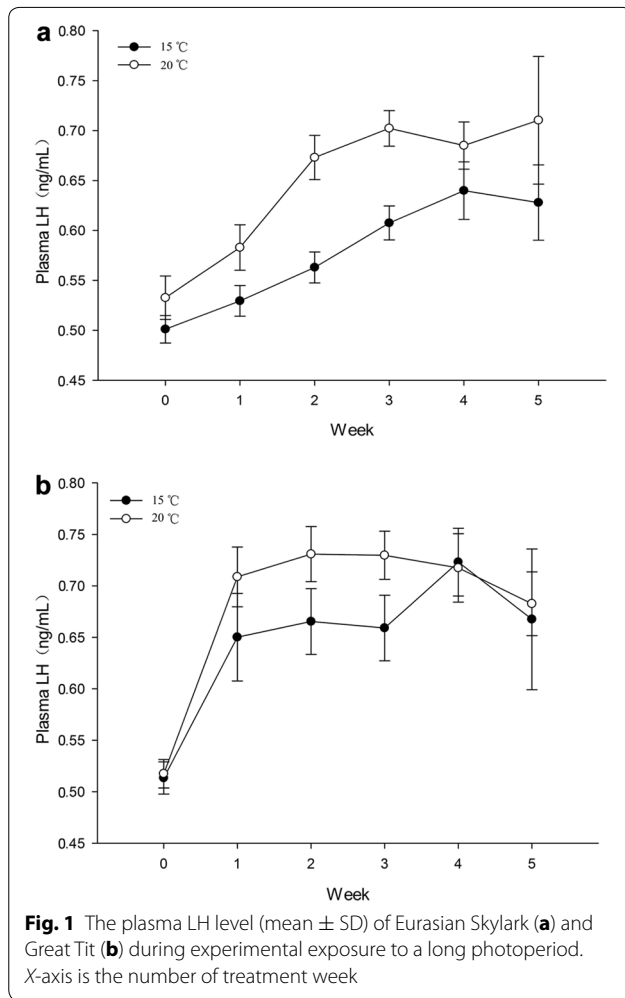 a
15 ℃
20 ℃
0.80
0.75
0.70
0.65
0.60
0.55
0.50
0.45
Plasma LH（ng/mL）
0 1 2 3 4 5
Week
b
15 ℃
20 ℃
0.80
0.75
0.70
0.65
0.60
0.55
0.50
0.45
Plasma LH（ng/mL）
0 1 2 3 4 5
Week
Fig. 1 The plasma LH level (mean ± SD) of Eurasian Skylark (a) and
Great Tit (b) during experimental exposure to a long photoperiod.
X-axis is the number of treatment week